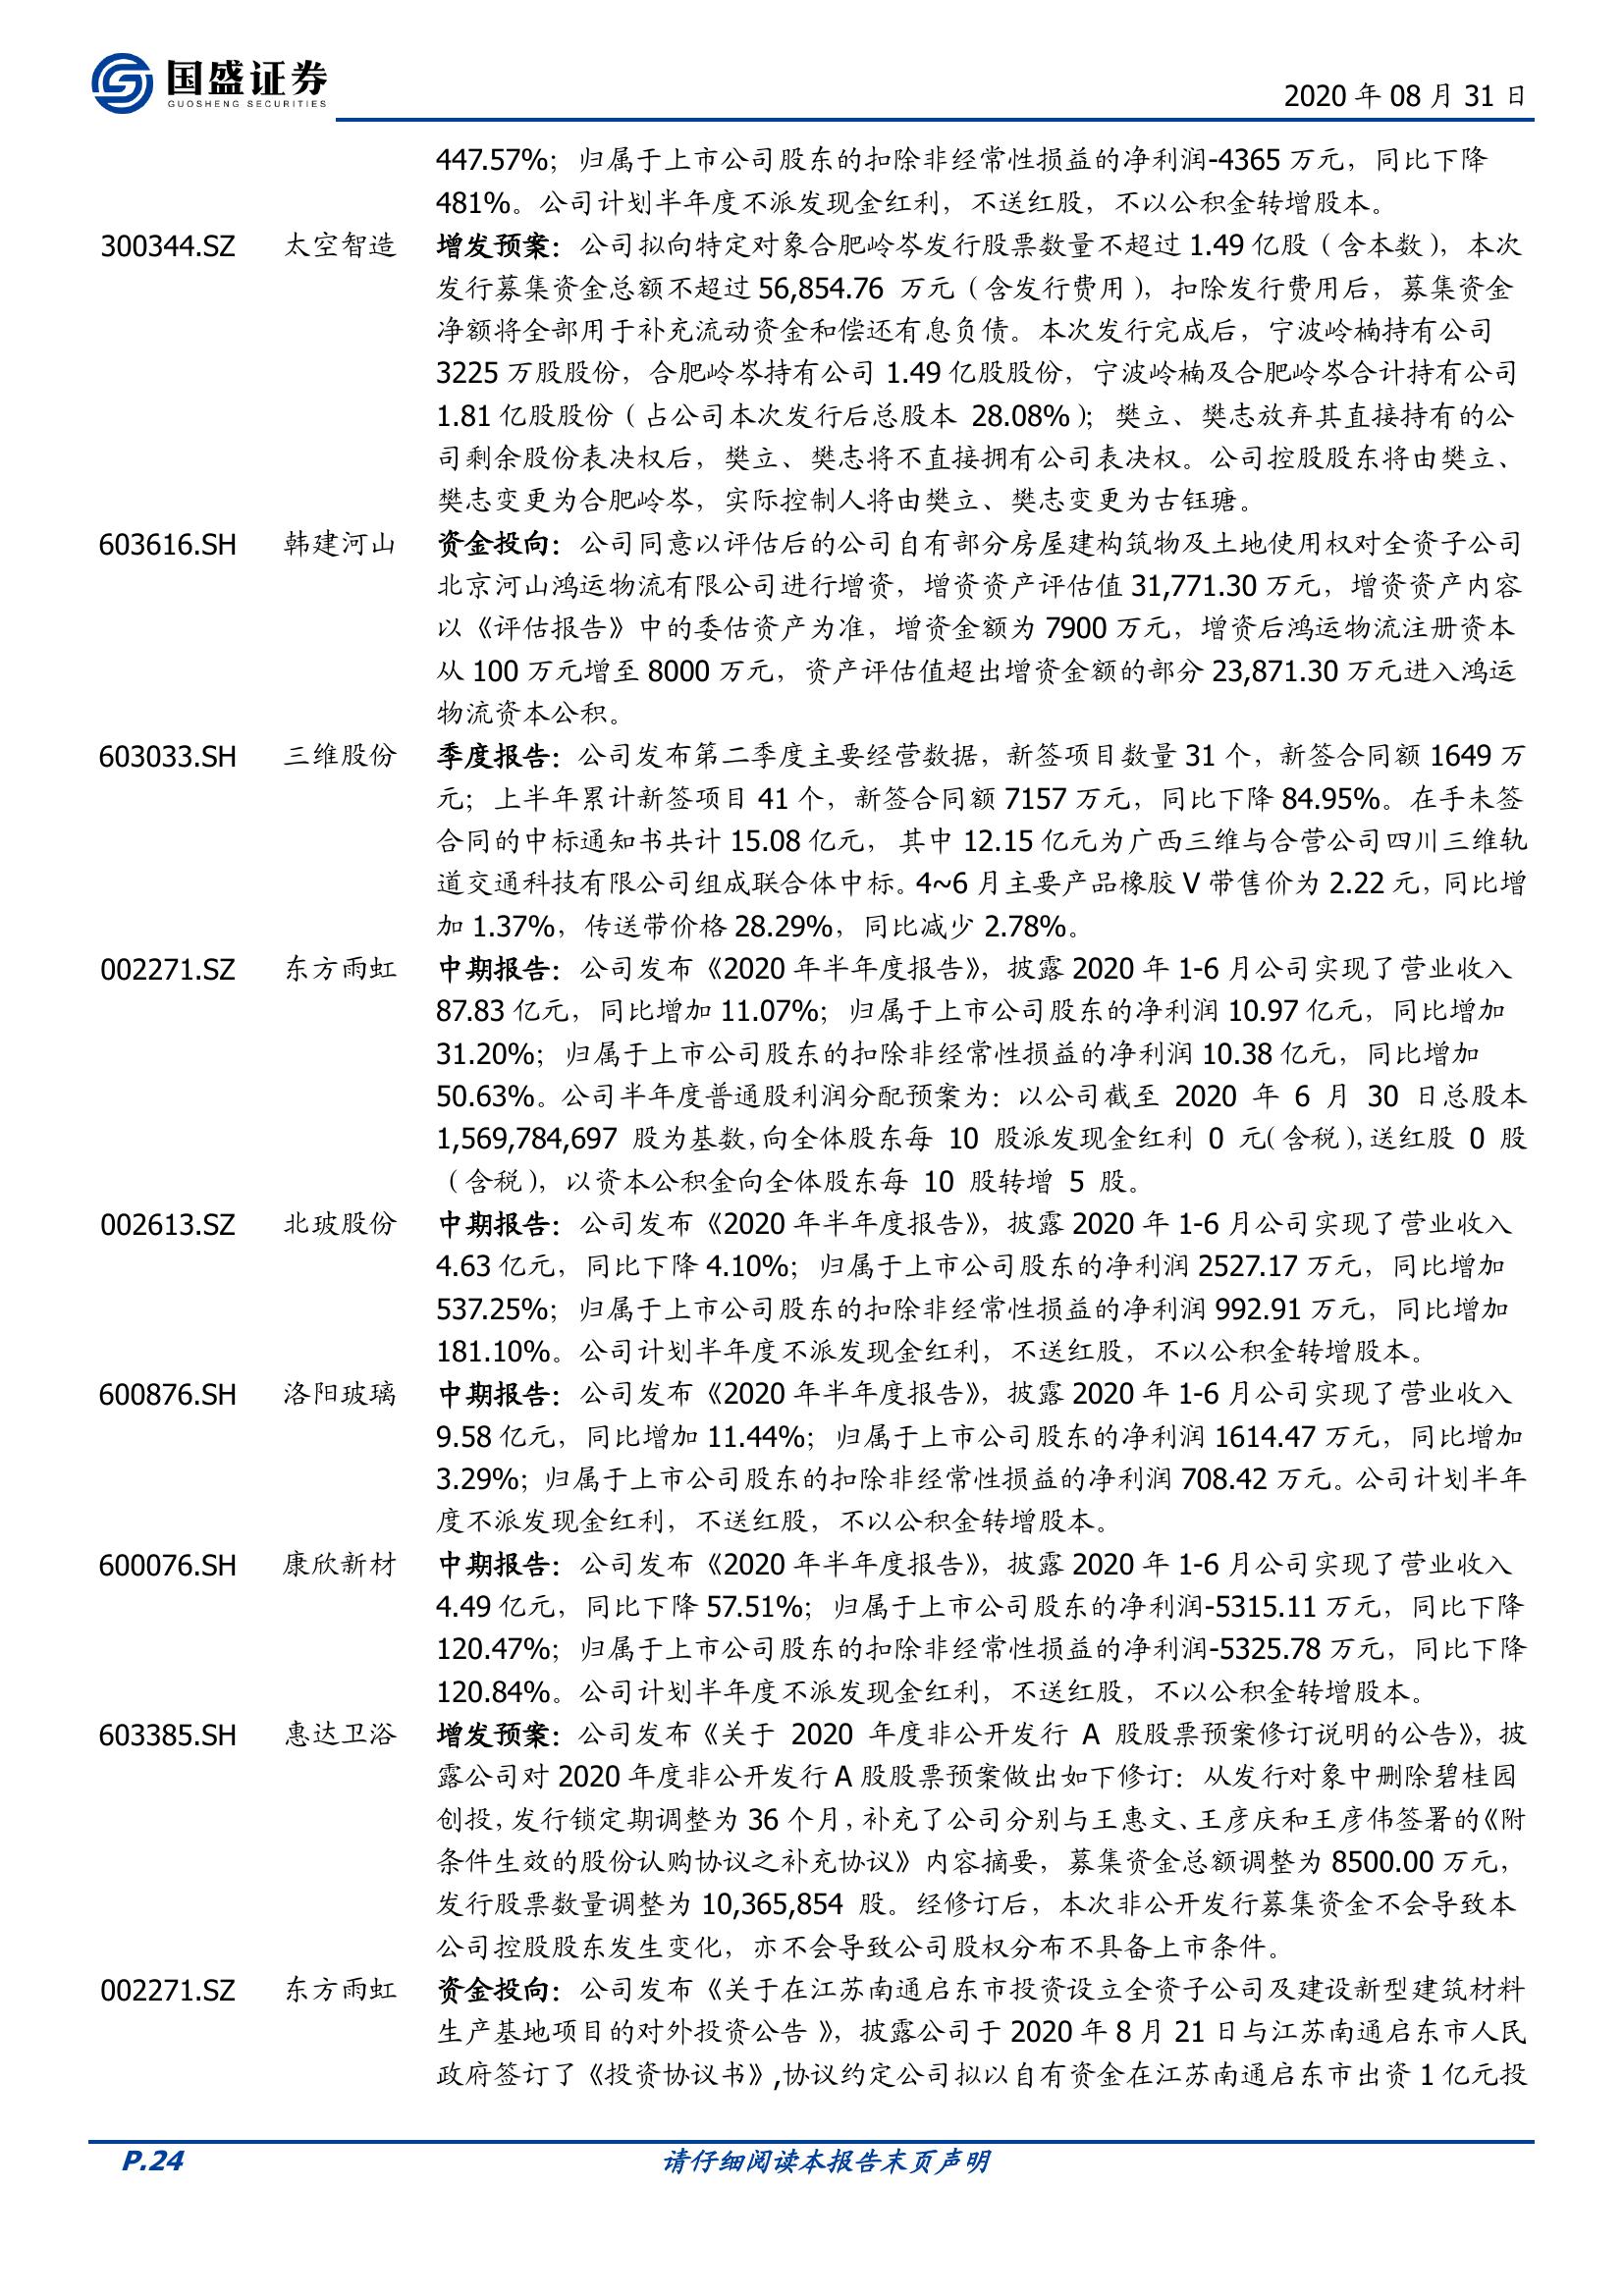 国盛证券
GUOSHENG SECURITIES
2020 年 08 月 31 日
447.57%；归属于上市公司股东的扣除非经常性损益的净利润-4365 万元，同比下降
481%。公司计划半年度不派发现金红利，不送红股，不以公积金转增股本。
300344.SZ 太空智造 增发预案：公司拟向特定对象合肥岭岑发行股票数量不超过 1.49 亿股（含本数），本次
发行募集资金总额不超过 56,854.76 万元（含发行费用），扣除发行费用后，募集资金
净额将全部用于补充流动资金和偿还有息负债。本次发行完成后，宁波岭楠持有公司
3225 万股股份，合肥岭岑持有公司 1.49 亿股股份，宁波岭楠及合肥岭岑合计持有公司
1.81 亿股股份（占公司本次发行后总股本 28.08%）；樊立、樊志放弃其直接持有的公
司剩余股份表决权后，樊立、樊志将不直接拥有公司表决权。公司控股股东将由樊立、
樊志变更为合肥岭岑，实际控制人将由樊立、樊志变更为古钰瑭。
603616.SH 韩建河山 资金投向：公司同意以评估后的公司自有部分房屋建构筑物及土地使用权对全资子公司
北京河山鸿运物流有限公司进行增资，增资资产评估值 31,771.30 万元，增资资产内容
以《评估报告》中的委估资产为准，增资金额为 7900 万元，增资后鸿运物流注册资本
从 100 万元增至 8000 万元，资产评估值超出增资金额的部分 23,871.30 万元进入鸿运
物流资本公积。
603033.SH 三维股份 季度报告：公司发布第二季度主要经营数据，新签项目数量 31 个，新签合同额 1649 万
元；上半年累计新签项目 41 个，新签合同额 7157 万元，同比下降 84.95%。在手未签
合同的中标通知书共计 15.08 亿元， 其中 12.15 亿元为广西三维与合营公司四川三维轨
道交通科技有限公司组成联合体中标。4~6 月主要产品橡胶 V 带售价为 2.22 元，同比增
加 1.37%，传送带价格 28.29%，同比减少 2.78%。
002271.SZ 东方雨虹 中期报告：公司发布《2020 年半年度报告》，披露 2020 年 1-6 月公司实现了营业收入
87.83 亿元，同比增加 11.07%；归属于上市公司股东的净利润 10.97 亿元，同比增加
31.20%；归属于上市公司股东的扣除非经常性损益的净利润 10.38 亿元，同比增加
50.63%。公司半年度普通股利润分配预案为：以公司截至 2020 年 6 月 30 日总股本
1,569,784,697 股为基数，向全体股东每 10 股派发现金红利 0 元（含税），送红股 0 股
（含税），以资本公积金向全体股东每 10 股转增 5 股。
002613.SZ 北玻股份 中期报告：公司发布《2020 年半年度报告》，披露 2020 年 1-6 月公司实现了营业收入
4.63 亿元，同比下降 4.10%；归属于上市公司股东的净利润 2527.17 万元，同比增加
537.25%；归属于上市公司股东的扣除非经常性损益的净利润 992.91 万元，同比增加
181.10%。公司计划半年度不派发现金红利，不送红股，不以公积金转增股本。
600876.SH 洛阳玻璃 中期报告：公司发布《2020 年半年度报告》，披露 2020 年 1-6 月公司实现了营业收入
9.58 亿元，同比增加 11.44%；归属于上市公司股东的净利润 1614.47 万元，同比增加
3.29%；归属于上市公司股东的扣除非经常性损益的净利润 708.42 万元。公司计划半年
度不派发现金红利，不送红股，不以公积金转增股本。
600076.SH 康欣新材 中期报告：公司发布《2020 年半年度报告》，披露 2020 年 1-6 月公司实现了营业收入
4.49 亿元，同比下降 57.51%；归属于上市公司股东的净利润-5315.11 万元，同比下降
120.47%；归属于上市公司股东的扣除非经常性损益的净利润-5325.78 万元，同比下降
120.84%。公司计划半年度不派发现金红利，不送红股，不以公积金转增股本。
603385.SH 惠达卫浴 增发预案：公司发布《关于 2020 年度非公开发行 A 股股票预案修订说明的公告》，披
露公司对 2020 年度非公开发行 A 股股票预案做出如下修订：从发行对象中删除碧桂园
创投，发行锁定期调整为 36 个月，补充了公司分别与王惠文、王彦庆和王彦伟签署的《附
条件生效的股份认购协议之补充协议》内容摘要，募集资金总额调整为 8500.00 万元，
发行股票数量调整为 10,365,854 股。经修订后，本次非公开发行募集资金不会导致本
公司控股股东发生变化，亦不会导致公司股权分布不具备上市条件。
002271.SZ 东方雨虹 资金投向：公司发布《关于在江苏南通启东市投资设立全资子公司及建设新型建筑材料
生产基地项目的对外投资公告 》，披露公司于 2020 年 8 月 21 日与江苏南通启东市人民
政府签订了《投资协议书》,协议约定公司拟以自有资金在江苏南通启东市出资 1 亿元投
P.24
请仔细阅读本报告末页声明